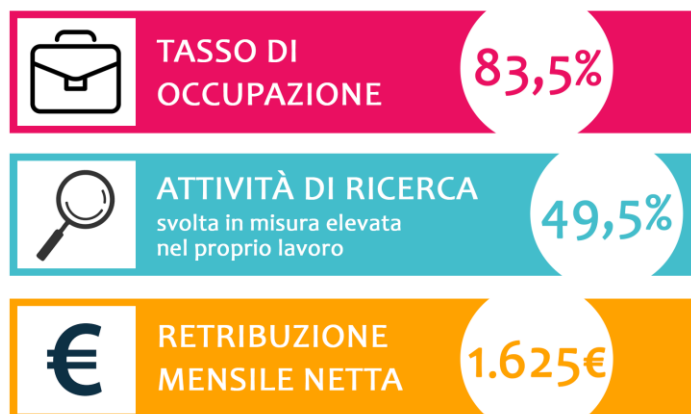 TASSO DI
OCCUPAZIONE
83,5%
ATTIVITÀ DI RICERCA
svolta in misura elevata
nel proprio lavoro
49,5%
€
RETRIBUZIONE
MENSILE NETTA
1.625€